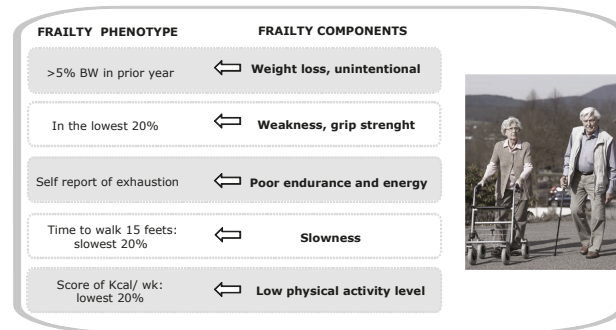 FRAILTY PHENOTYPE FRAILTY COMPONENTS
>5% BW in prior year Weight loss, unintentional
In the lowest 20% Weakness, grip strenght
Self report of exhaustion Poor endurance and energy
Time to walk 15 feets:
slowest 20% Slowness
Score of Kcal/ wk:
lowest 20% Low physical activity level